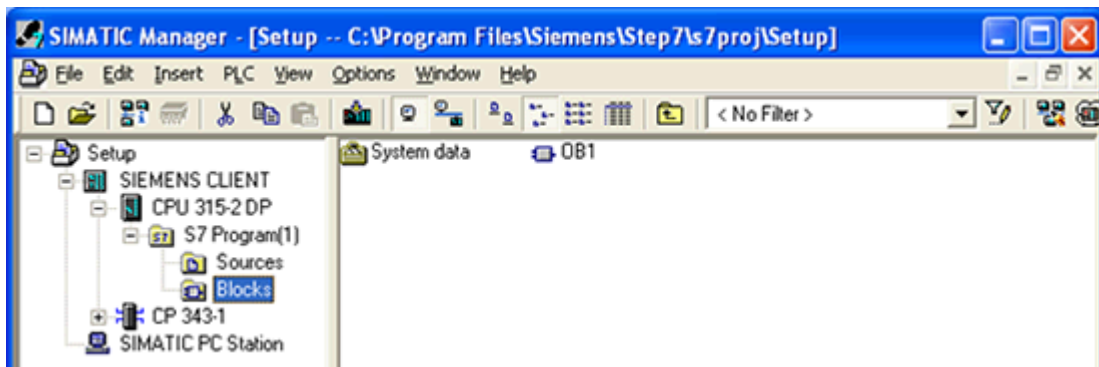 SIMATIC Manager - [Setup -- C:\Program Files\Siemens\Step7\s7proj\Setup]
File Edit Insert PLC View Options Window Help
< No Filter >
Setup
SIEMENS CLIENT
CPU 315-2 DP
S7 Program(1)
Sources
Blocks
CP 343-1
SIMATIC PC Station
System data OB1